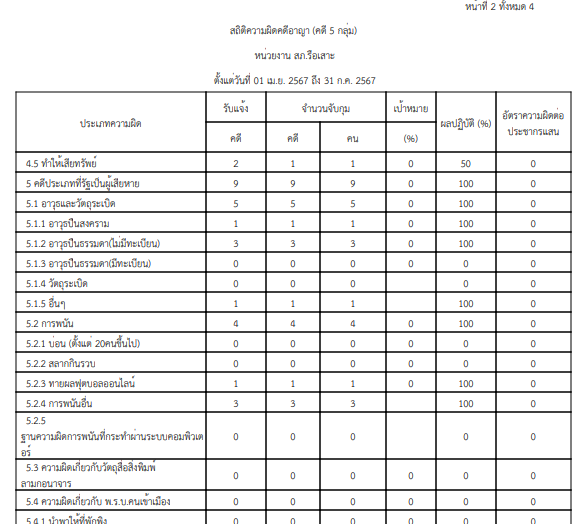 หน้าที่ 2 ทั้งหมด 4
สถิติความผิดคดีอาญา (คดี 5 กลุ่ม)
หน่วยงาน สภ.รือเสาะ
ตั้งแต่วันที่ 01 เม.ย. 2567 ถึง 31 ก.ค. 2567
ประเภทความผิด รับแจ้ง จำนวนจับกุม เป้าหมาย ผลปฏิบัติ (%) อัตราความผิดต่อ
ประชากรแสน
คดี คดี คน (%)
4.5 ทำให้เสียทรัพย์ 2 1 1 0 50 0
5 คดีประเภทที่รัฐเป็นผู้เสียหาย 9 9 9 0 100 0
5.1 อาวุธและวัตถุระเบิด 5 5 5 0 100 0
5.1.1 อาวุธปืนสงคราม 1 1 1 0 100 0
5.1.2 อาวุธปืนธรรมดา(ไม่มีทะเบียน) 3 3 3 0 100 0
5.1.3 อาวุธปืนธรรมดา(มีทะเบียน) 0 0 0 0 0 0
5.1.4 วัตถุระเบิด 0 0 0 0 0
5.1.5 อื่นๆ 1 1 1 100 0
5.2 การพนัน 4 4 4 0 100 0
5.2.1 บ่อน (ตั้งแต่ 20คนขึ้นไป) 0 0 0 0 0 0
5.2.2 สลากกินรวบ 0 0 0 0 0 0
5.2.3 ทายผลฟุตบอลออนไลน์ 1 1 1 0 100 0
5.2.4 การพนันอื่น 3 3 3 100 0
5.2.5
ฐานความผิดการพนันที่กระทำผ่านระบบคอมพิวเต
อร์ 0 0 0 0 0
5.3 ความผิดเกี่ยวกับวัตถุสื่อสิ่งพิมพ์
ลามกอนาจาร 0 0 0 0 0 0
5.4 ความผิดเกี่ยวกับ พ.ร.บ.คนเข้าเมือง 0 0 0 0 0 0
5.4.1 นำพาให้ที่พักพิง 0 0 0 0 0 0